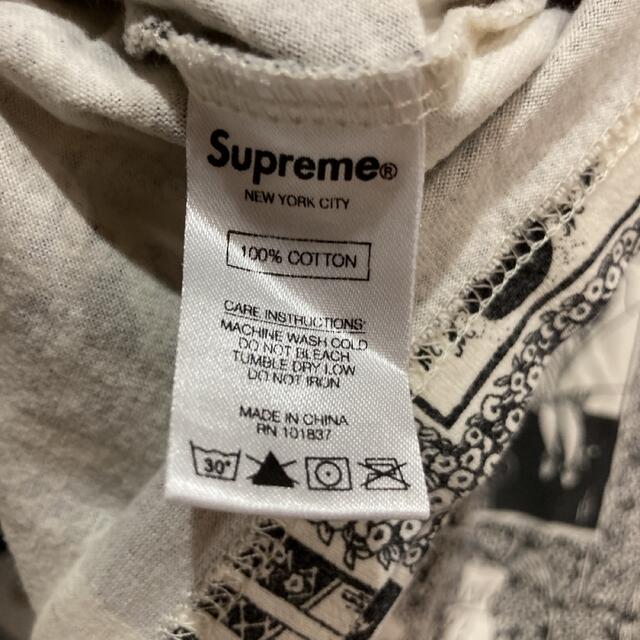 Supreme®
NEW YORK CITY
100% COTTON
CARE INSTRUCTIONS:
MACHINE WASH COLD
DO NOT BLEACH
TUMBLE DRY LOW
DO NOT IRON
MADE IN CHINA
RN 101837
30°